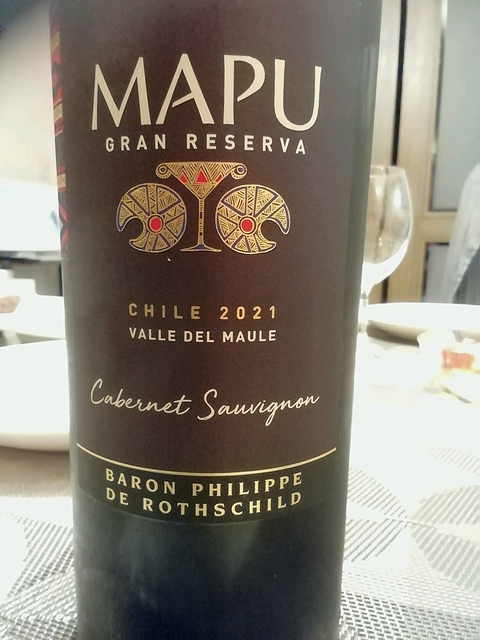 MAPU
GRAN RESERVA
CHILE 2021
VALLE DEL MAULE
Cabernet Sauvignon
BARON PHILIPPE
DE ROTHSCHILD